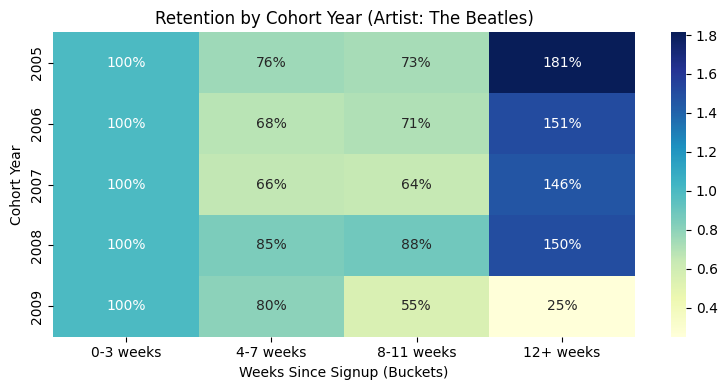 Retention by Cohort Year (Artist: The Beatles)
Cohort Year
2005 100% 76% 73% 181%
2006 100% 68% 71% 151%
2007 100% 66% 64% 146%
2008 100% 85% 88% 150%
2009 100% 80% 55% 25%
0-3 weeks 4-7 weeks 8-11 weeks 12+ weeks
Weeks Since Signup (Buckets)
1.8
1.6
1.4
1.2
1.0
0.8
0.6
0.4